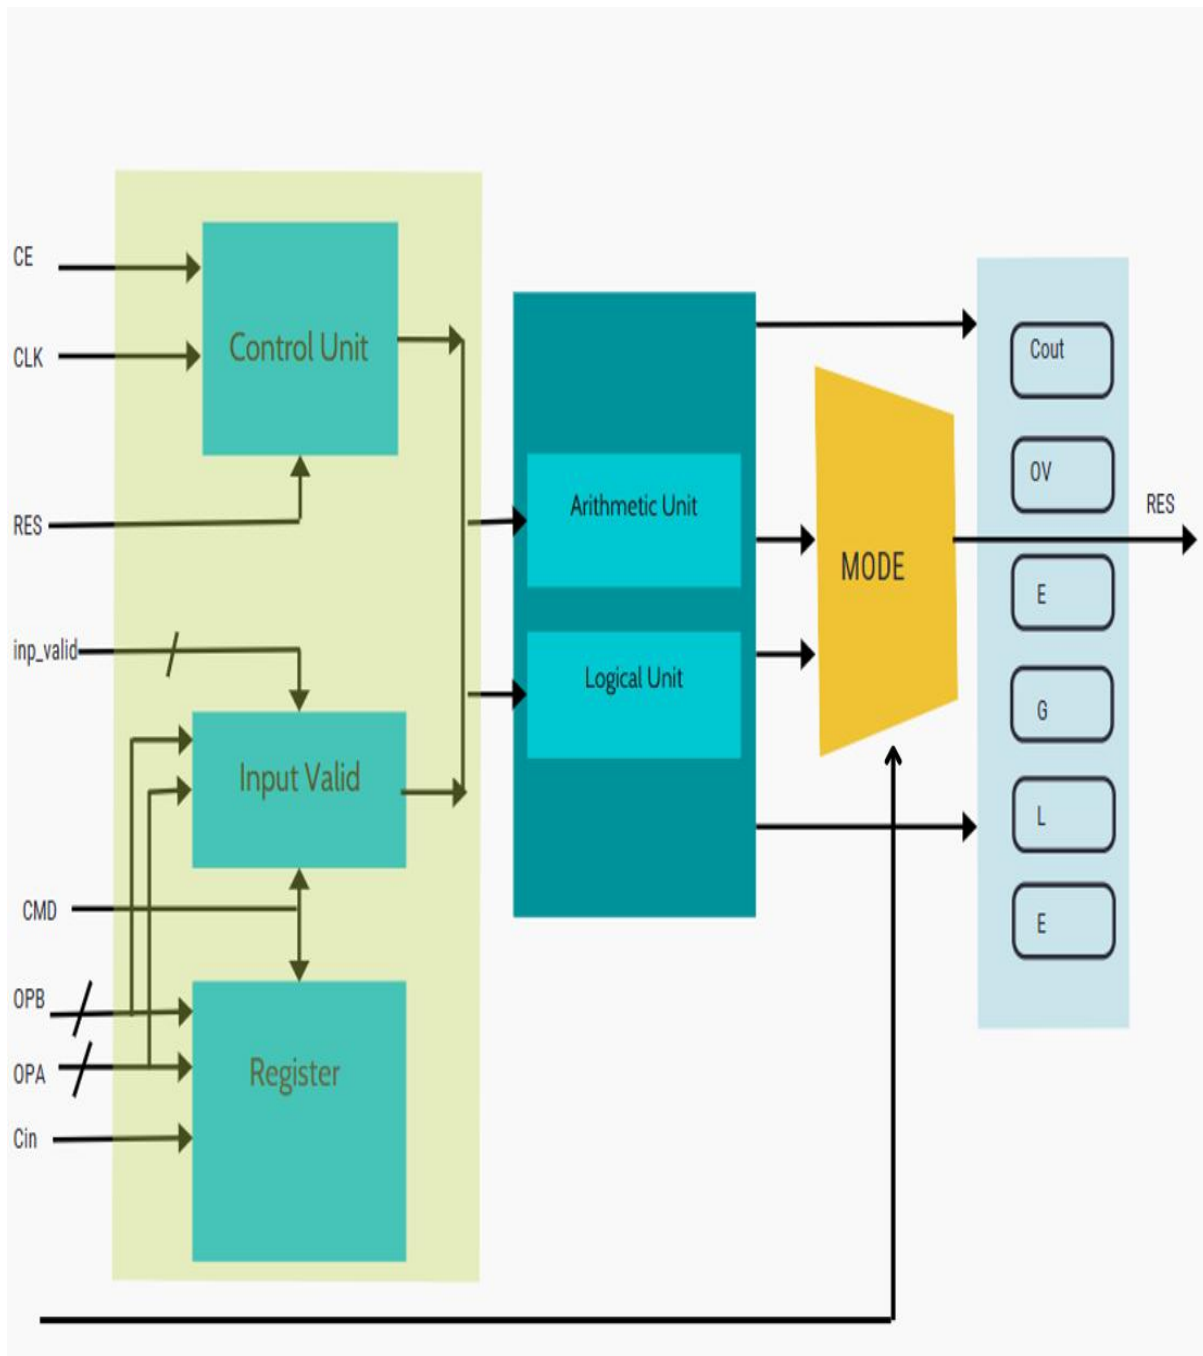 CE
CLK
RES
inp_valid
CMD
OPB
OPA
Cin
Control Unit
Input Valid
Register
Arithmetic Unit
Logical Unit
MODE
Cout
OV
E
G
L
E
RES